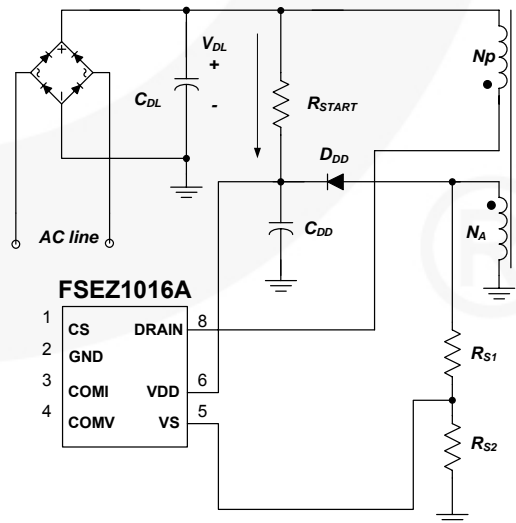 V_DL
+
-
C_DL
R_START
Np
D_DD
C_DD
N_A
AC line
FSEZ1016A
1 CS DRAIN 8
2 GND
3 COMI VDD 6
4 COMV VS 5
R_S1
R_S2
+
~ ~
-
®